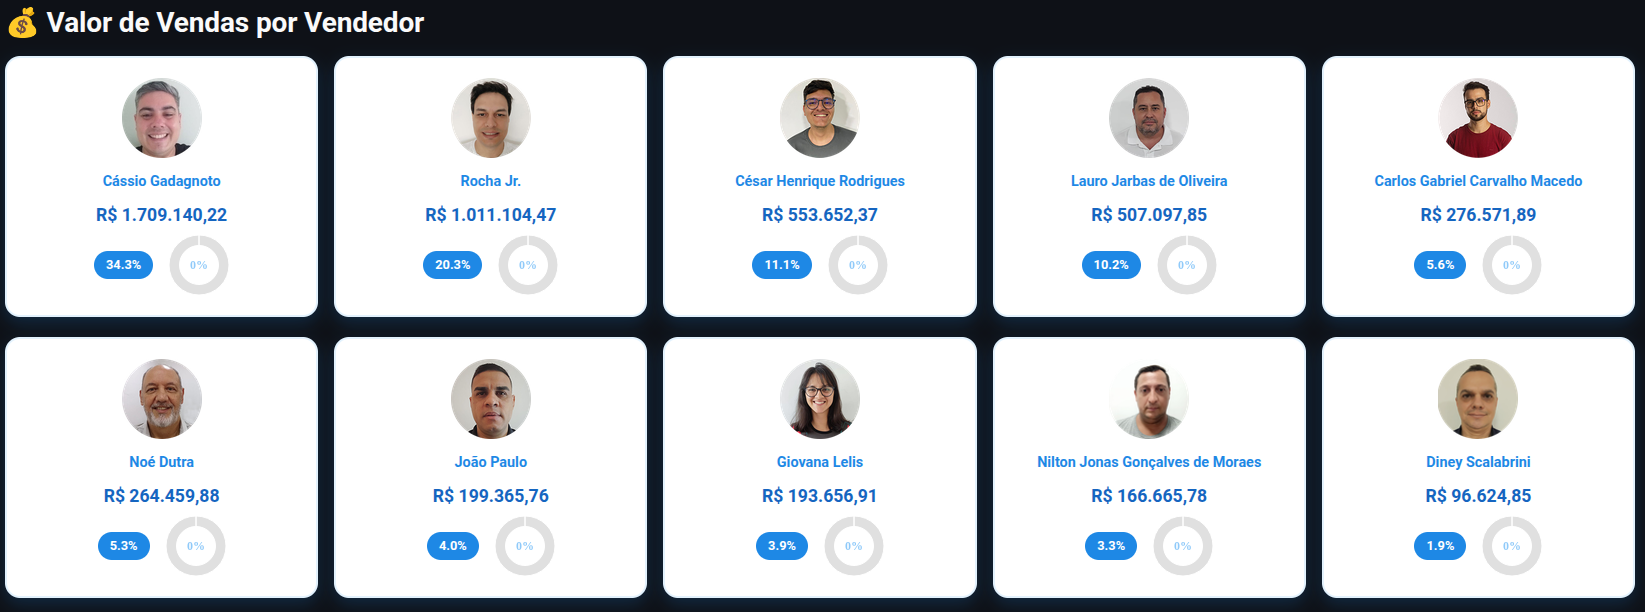 💰 Valor de Vendas por Vendedor
Cássio Gadagnoto
R$ 1.709.140,22
34.3% 0%
Rocha Jr.
R$ 1.011.104,47
20.3% 0%
César Henrique Rodrigues
R$ 553.652,37
11.1% 0%
Lauro Jarbas de Oliveira
R$ 507.097,85
10.2% 0%
Carlos Gabriel Carvalho Macedo
R$ 276.571,89
5.6% 0%
Noé Dutra
R$ 264.459,88
5.3% 0%
João Paulo
R$ 199.365,76
4.0% 0%
Giovana Lelis
R$ 193.656,91
3.9% 0%
Nilton Jonas Gonçalves de Moraes
R$ 166.665,78
3.3% 0%
Diney Scalabrini
R$ 96.624,85
1.9% 0%